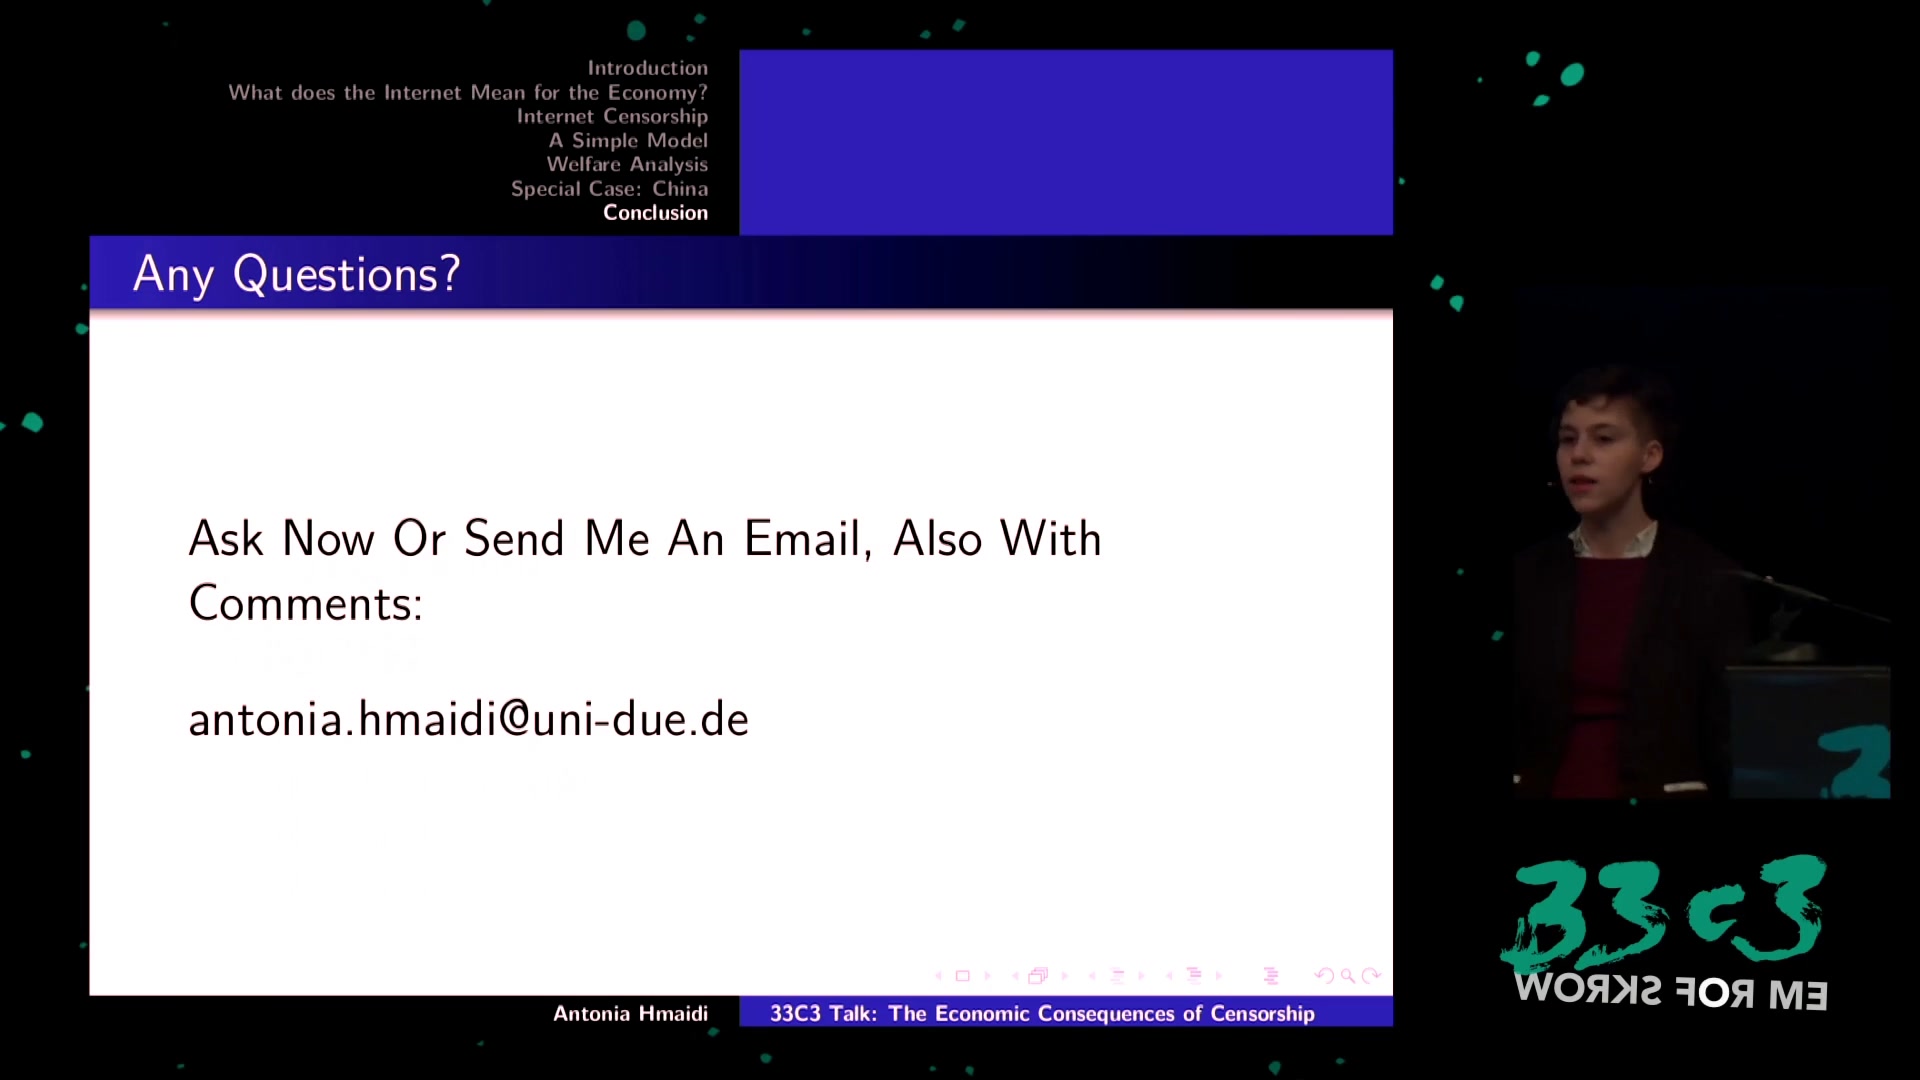 Introduction
What does the Internet Mean for the Economy?
Internet Censorship
A Simple Model
Welfare Analysis
Special Case: China
Conclusion
Any Questions?
Ask Now Or Send Me An Email, Also With
Comments:
antonia.hmaidi@uni-due.de
Antonia Hmaidi
33C3 Talk: The Economic Consequences of Censorship
33c3
WORKS FOR ME